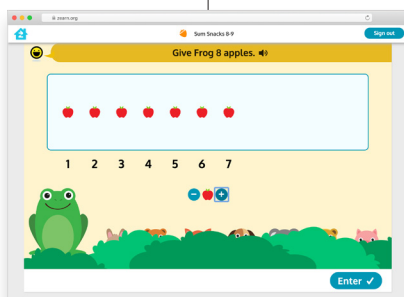 zearn.org
Sum Snacks 8-9
Sign out
Give Frog 8 apples.
1 2 3 4 5 6 7
Enter ✓